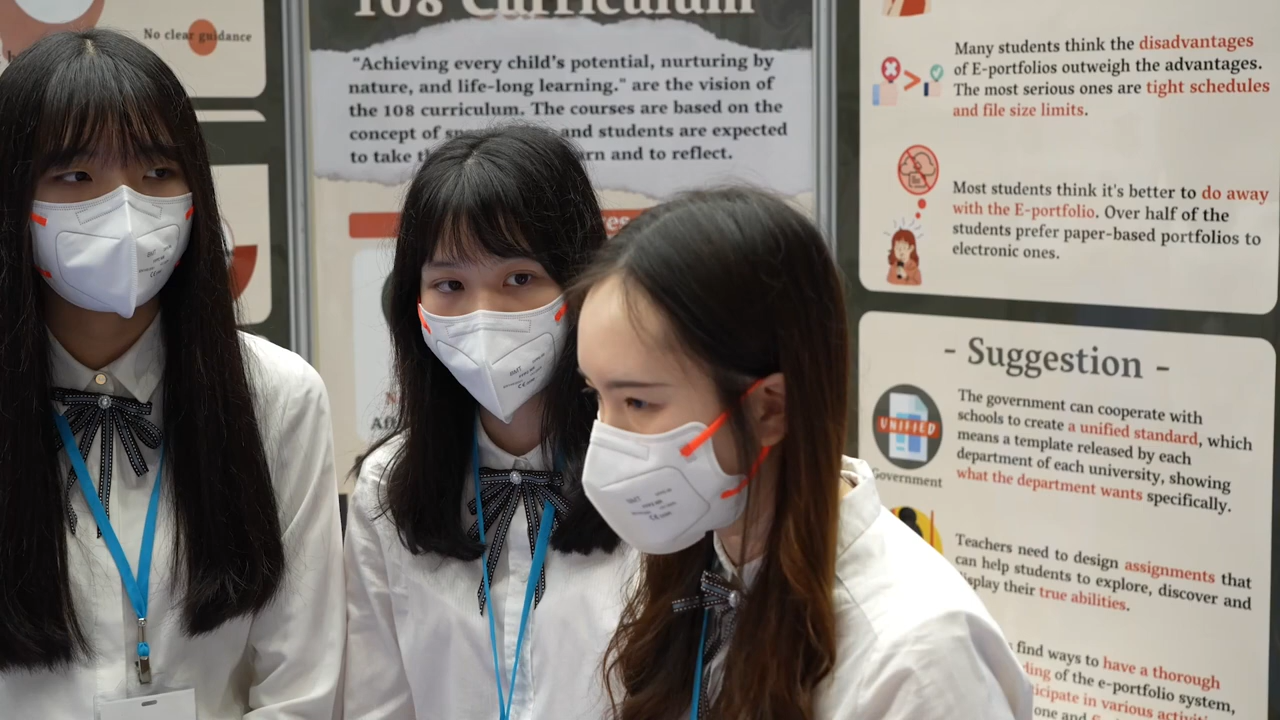 No clear guidance
108 Curriculum
"Achieving every child's potential, nurturing by
nature, and life-long learning." are the vision of
the 108 curriculum. The courses are based on the
concept of and students are expected
to take and to reflect.
Many students think the disadvantages
of E-portfolios outweigh the advantages.
The most serious ones are tight schedules
and file size limits.
Most students think it's better to do away
with the E-portfolio. Over half of the
students prefer paper-based portfolios to
electronic ones.
- Suggestion -
UNIFIED
Government
The government can cooperate with
schools to create a unified standard, which
means a template released by each
department of each university, showing
what the department wants specifically.
Teachers need to design assignments that
can help students to explore, discover and
display their true abilities.
find ways to have a thorough
of the e-portfolio system,
in various
one and